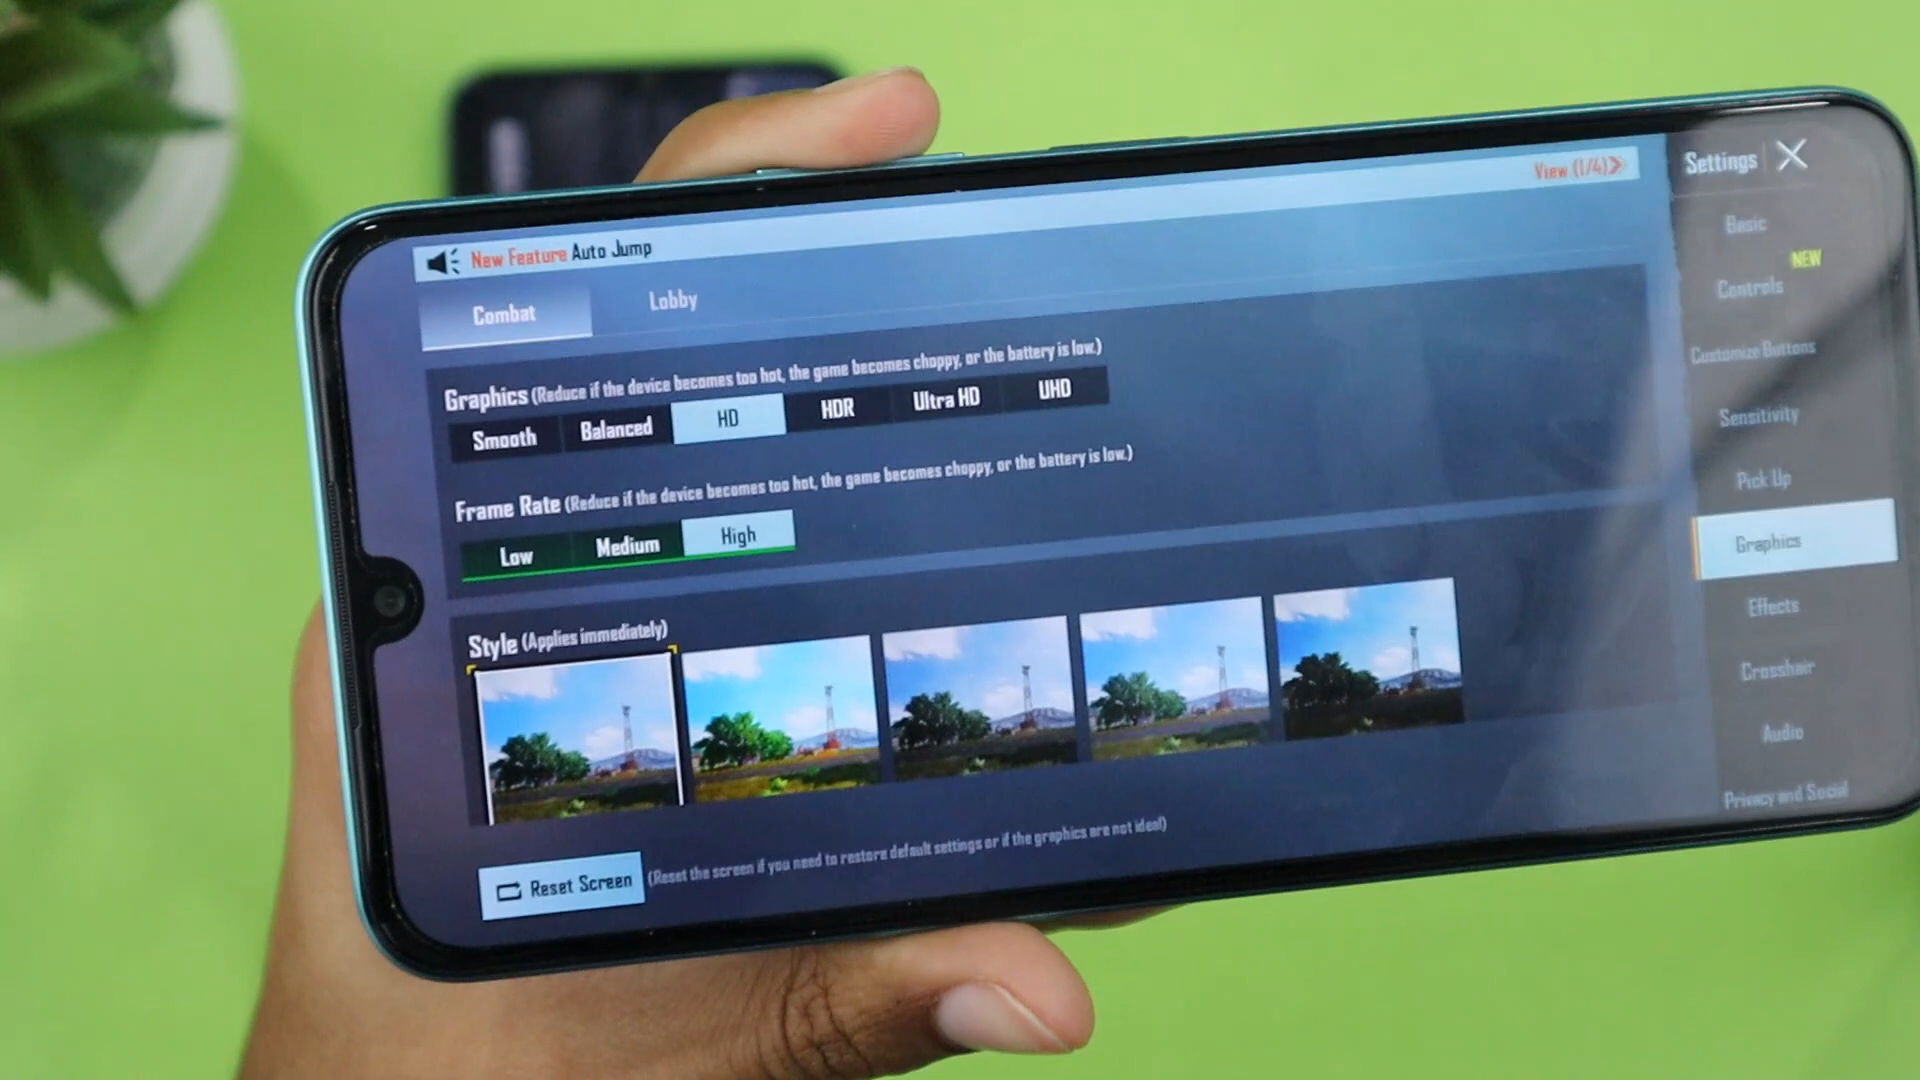 New Feature Auto Jump
View (1/4)
Combat
Lobby
Graphics (Reduce if the device becomes too hot, the game becomes choppy, or the battery is low.)
Smooth
Balanced
HD
HDR
Ultra HD
UHD
Frame Rate (Reduce if the device becomes too hot, the game becomes choppy, or the battery is low.)
Low
Medium
High
Style (Applies immediately)
Reset Screen
(Reset the screen if you need to restore default settings or if the graphics are not ideal)
Settings
Basic
NEW
Controls
Customize Buttons
Sensitivity
Pick Up
Graphics
Effects
Crosshair
Audio
Privacy and Social